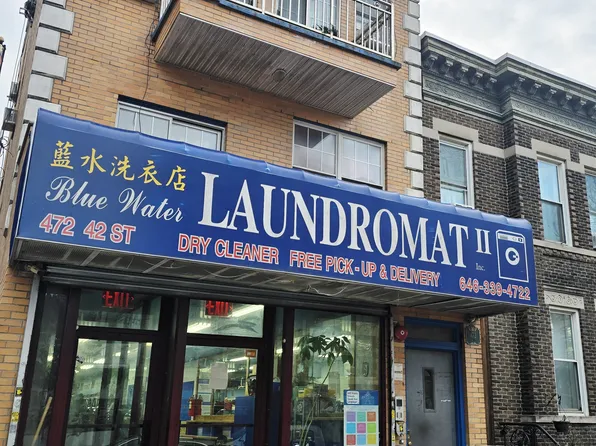 藍水洗衣店
Blue Water
LAUNDROMAT II
Inc.
472 42 ST
DRY CLEANER FREE PICK-UP & DELIVERY
646-939-4722
EXIT
EXIT